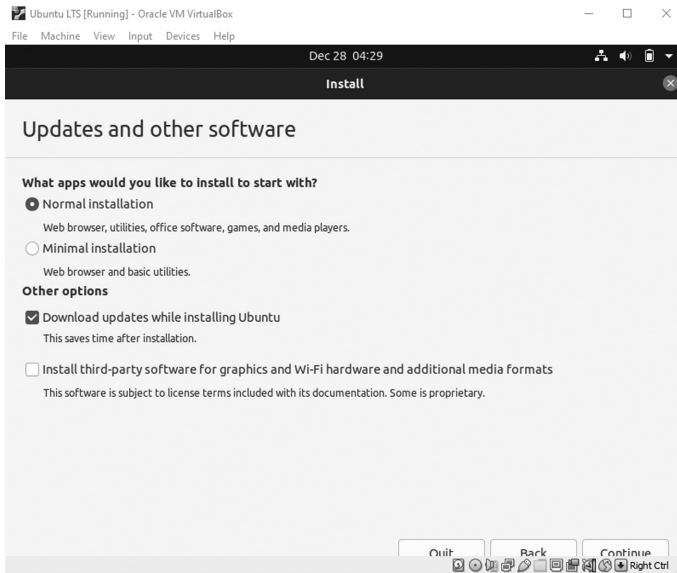 Ubuntu LTS [Running] - Oracle VM VirtualBox
File Machine View Input Devices Help
Dec 28 04:29
Install
Updates and other software
What apps would you like to install to start with?
Normal installation
Web browser, utilities, office software, games, and media players.
Minimal installation
Web browser and basic utilities.
Other options
Download updates while installing Ubuntu
This saves time after installation.
Install third-party software for graphics and Wi-Fi hardware and additional media formats
This software is subject to license terms included with its documentation. Some is proprietary.
Quit Back Continue
Right Ctrl